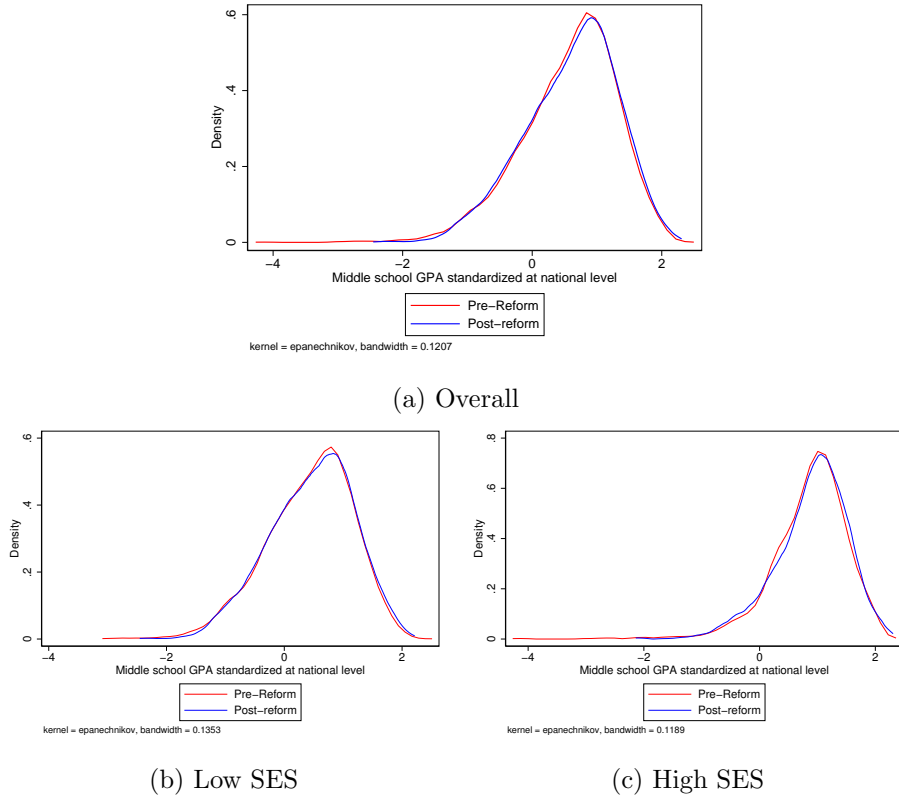 .6
.4
.2
0
Density
−4
−2
0
2
Middle school GPA standardized at national level
Pre−Reform
Post−reform
kernel = epanechnikov, bandwidth = 0.1207
(a) Overall
.6
.4
.2
0
Density
−4
−2
0
2
Middle school GPA standardized at national level
Pre−Reform
Post−reform
kernel = epanechnikov, bandwidth = 0.1353
(b) Low SES
.8
.6
.4
.2
0
Density
−4
−2
0
2
Middle school GPA standardized at national level
Pre−Reform
Post−reform
kernel = epanechnikov, bandwidth = 0.1189
(c) High SES